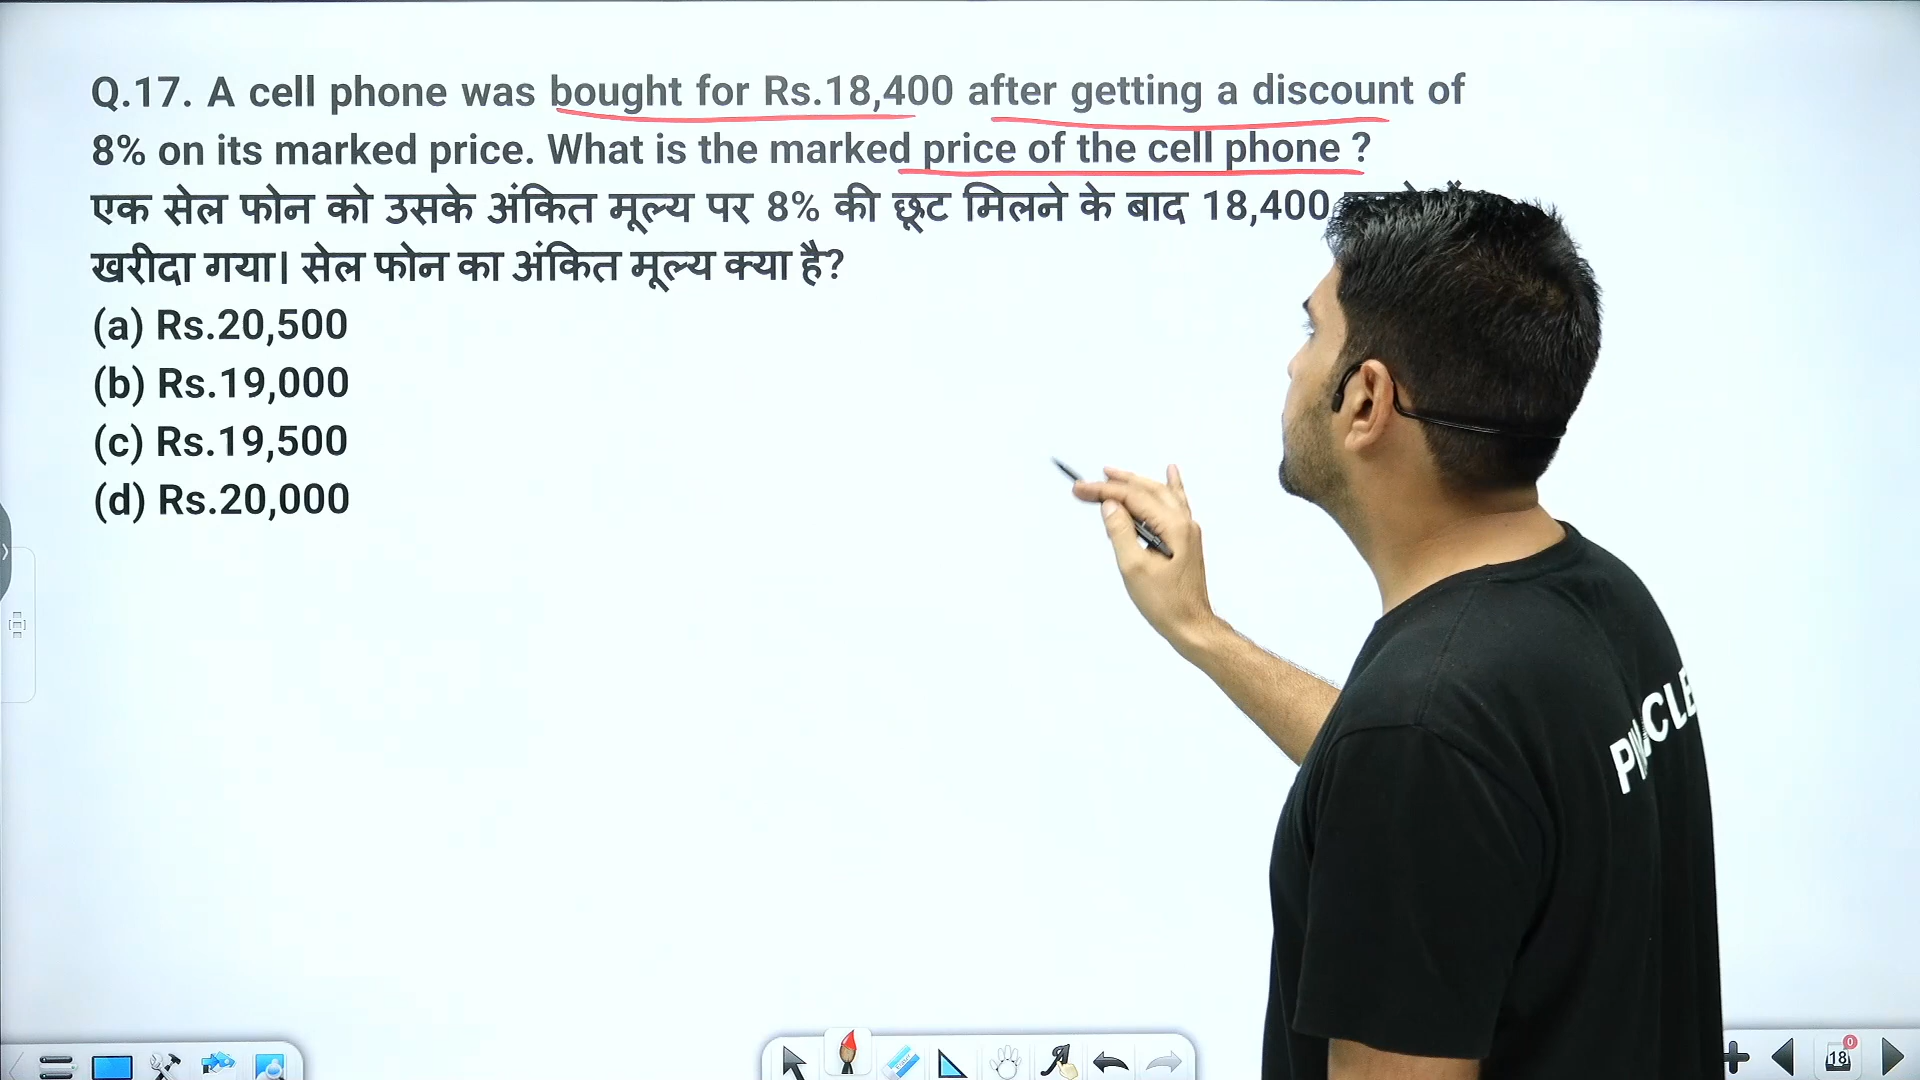 Q.17. A cell phone was bought for Rs.18,400 after getting a discount of
8% on its marked price. What is the marked price of the cell phone ?
एक सेल फोन को उसके अंकित मूल्य पर 8% की छूट मिलने के बाद 18,400
खरीदा गया। सेल फोन का अंकित मूल्य क्या है?
(a) Rs.20,500
(b) Rs.19,000
(c) Rs.19,500
(d) Rs.20,000
18
0